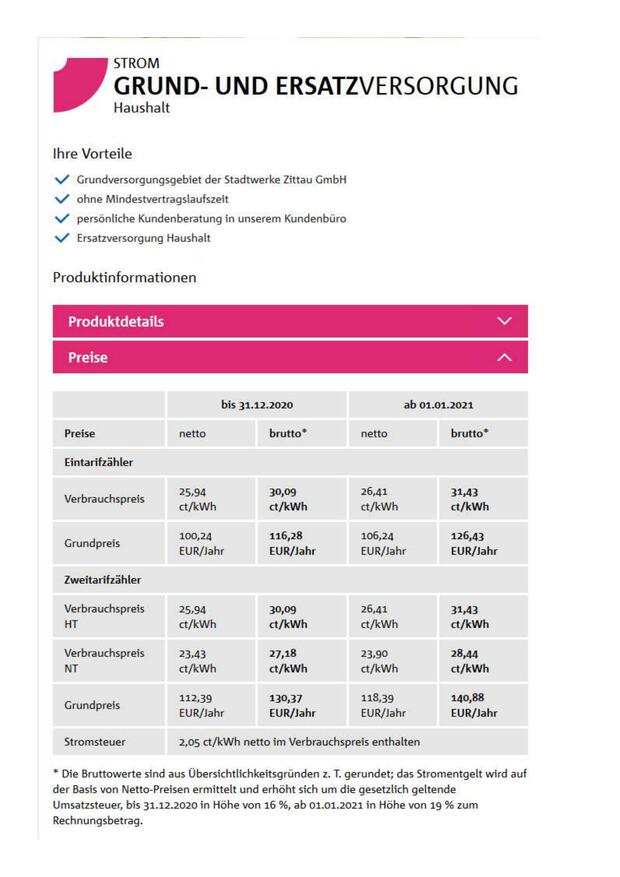 STROM
GRUND- UND ERSATZVERSORGUNG
Haushalt
Ihre Vorteile
Grundversorgungsgebiet der Stadtwerke Zittau GmbH
ohne Mindestvertragslaufszeit
persönliche Kundenberatung in unserem Kundenbüro
Ersatzversorgung Haushalt
Produktinformationen
Produktdetails
Preise
bis 31.12.2020 ab 01.01.2021
Preise netto brutto* netto brutto*
Eintarifzähler
Verbrauchspreis 25,94 ct/kWh 30,09 ct/kWh 26,41 ct/kWh 31,43 ct/kWh
Grundpreis 100,24 EUR/Jahr 116,28 EUR/Jahr 106,24 EUR/Jahr 126,43 EUR/Jahr
Zweitarifzähler
Verbrauchspreis HT 25,94 ct/kWh 30,09 ct/kWh 26,41 ct/kWh 31,43 ct/kWh
Verbrauchspreis NT 23,43 ct/kWh 27,18 ct/kWh 23,90 ct/kWh 28,44 ct/kWh
Grundpreis 112,39 EUR/Jahr 130,37 EUR/Jahr 118,39 EUR/Jahr 140,88 EUR/Jahr
Stromsteuer 2,05 ct/kWh netto im Verbrauchspreis enthalten
* Die Bruttowerte sind aus Übersichtlichkeitsgründen z. T. gerundet; das Stromentgelt wird auf
der Basis von Netto-Preisen ermittelt und erhöht sich um die gesetzlich geltende
Umsatzsteuer, bis 31.12.2020 in Höhe von 16 %, ab 01.01.2021 in Höhe von 19 % zum
Rechnungsbetrag.